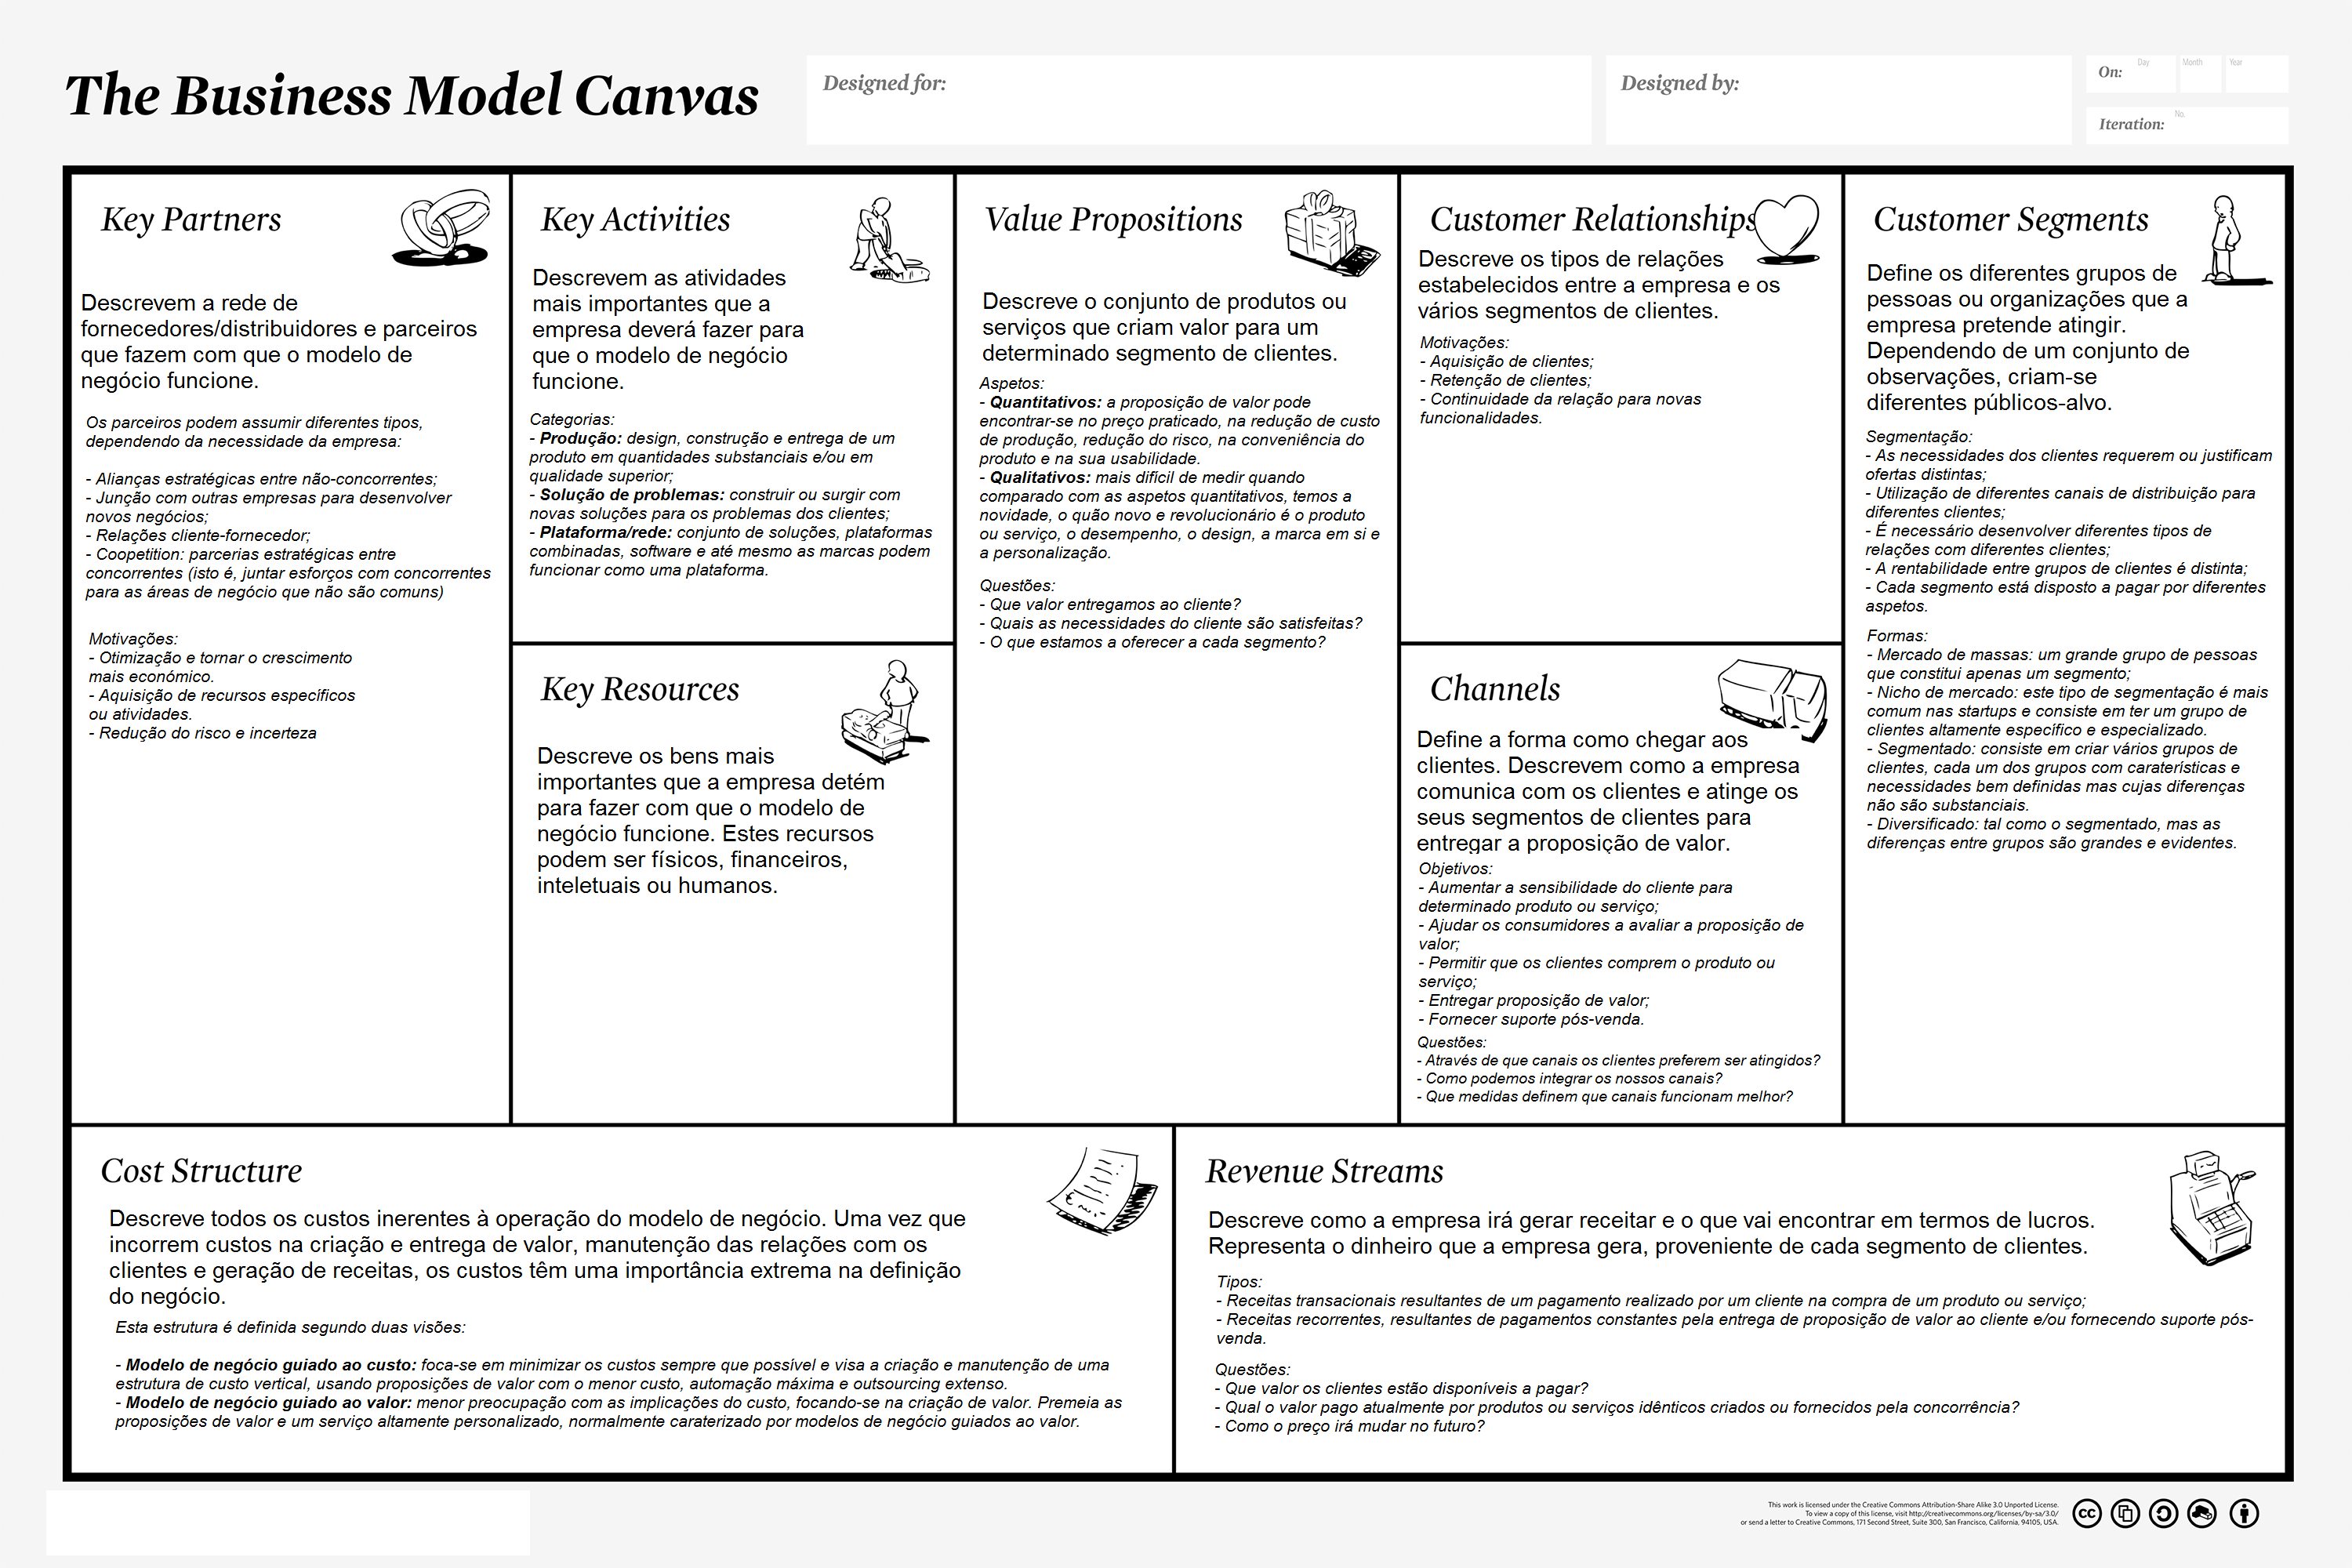 The Business Model Canvas
Designed for:
Designed by:
On:
Day
Month
Year
Iteration:
No.
Key Partners
Descrevem a rede de
fornecedores/distribuidores e parceiros
que fazem com que o modelo de
negócio funcione.
Os parceiros podem assumir diferentes tipos,
dependendo da necessidade da empresa:
- Alianças estratégicas entre não-concorrentes;
- Junção com outras empresas para desenvolver
novos negócios;
- Relações cliente-fornecedor;
- Coopetition: parcerias estratégicas entre
concorrentes (isto é, juntar esforços com concorrentes
para as áreas de negócio que não são comuns)
Motivações:
- Otimização e tornar o crescimento
mais económico.
- Aquisição de recursos específicos
ou atividades.
- Redução do risco e incerteza
Key Activities
Descrevem as atividades
mais importantes que a
empresa deverá fazer para
que o modelo de negócio
funcione.
Categorias:
- Produção: design, construção e entrega de um
produto em quantidades substanciais e/ou em
qualidade superior;
- Solução de problemas: construir ou surgir com
novas soluções para os problemas dos clientes;
- Plataforma/rede: conjunto de soluções, plataformas
combinadas, software e até mesmo as marcas podem
funcionar como uma plataforma.
Key Resources
Descreve os bens mais
importantes que a empresa detém
para fazer com que o modelo de
negócio funcione. Estes recursos
podem ser físicos, financeiros,
inteletuais ou humanos.
Value Propositions
Descreve o conjunto de produtos ou
serviços que criam valor para um
determinado segmento de clientes.
Aspetos:
- Quantitativos: a proposição de valor pode
encontrar-se no preço praticado, na redução de custo
de produção, redução do risco, na conveniência do
produto e na sua usabilidade.
- Qualitativos: mais difícil de medir quando
comparado com as aspetos quantitativos, temos a
novidade, o quão novo e revolucionário é o produto
ou serviço, o desempenho, o design, a marca em si e
a personalização.
Questões:
- Que valor entregamos ao cliente?
- Quais as necessidades do cliente são satisfeitas?
- O que estamos a oferecer a cada segmento?
Customer Relationships
Descreve os tipos de relações
estabelecidos entre a empresa e os
vários segmentos de clientes.
Motivações:
- Aquisição de clientes;
- Retenção de clientes;
- Continuidade da relação para novas
funcionalidades.
Channels
Define a forma como chegar aos
clientes. Descrevem como a empresa
comunica com os clientes e atinge os
seus segmentos de clientes para
entregar a proposição de valor.
Objetivos:
- Aumentar a sensibilidade do cliente para
determinado produto ou serviço;
- Ajudar os consumidores a avaliar a proposição de
valor;
- Permitir que os clientes comprem o produto ou
serviço;
- Entregar proposição de valor;
- Fornecer suporte pós-venda.
Questões:
- Através de que canais os clientes preferem ser atingidos?
- Como podemos integrar os nossos canais?
- Que medidas definem que canais funcionam melhor?
Customer Segments
Define os diferentes grupos de
pessoas ou organizações que a
empresa pretende atingir.
Dependendo de um conjunto de
observações, criam-se
diferentes públicos-alvo.
Segmentação:
- As necessidades dos clientes requerem ou justificam
ofertas distintas;
- Utilização de diferentes canais de distribuição para
diferentes clientes;
- É necessário desenvolver diferentes tipos de
relações com diferentes clientes;
- A rentabilidade entre grupos de clientes é distinta;
- Cada segmento está disposto a pagar por diferentes
aspetos.
Formas:
- Mercado de massas: um grande grupo de pessoas
que constitui apenas um segmento;
- Nicho de mercado: este tipo de segmentação é mais
comum nas startups e consiste em ter um grupo de
clientes altamente específico e especializado.
- Segmentado: consiste em criar vários grupos de
clientes, cada um dos grupos com caraterísticas e
necessidades bem definidas mas cujas diferenças
não são substanciais.
- Diversificado: tal como o segmentado, mas as
diferenças entre grupos são grandes e evidentes.
Cost Structure
Descreve todos os custos inerentes à operação do modelo de negócio. Uma vez que
incorrem custos na criação e entrega de valor, manutenção das relações com os
clientes e geração de receitas, os custos têm uma importância extrema na definição
do negócio.
Esta estrutura é definida segundo duas visões:
- Modelo de negócio guiado ao custo: foca-se em minimizar os custos sempre que possível e visa a criação e manutenção de uma
estrutura de custo vertical, usando proposições de valor com o menor custo, automação máxima e outsourcing extenso.
- Modelo de negócio guiado ao valor: menor preocupação com as implicações do custo, focando-se na criação de valor. Premeia as
proposições de valor e um serviço altamente personalizado, normalmente caraterizado por modelos de negócio guiados ao valor.
Revenue Streams
Descreve como a empresa irá gerar receitar e o que vai encontrar em termos de lucros.
Representa o dinheiro que a empresa gera, proveniente de cada segmento de clientes.
Tipos:
- Receitas transacionais resultantes de um pagamento realizado por um cliente na compra de um produto ou serviço;
- Receitas recorrentes, resultantes de pagamentos constantes pela entrega de proposição de valor ao cliente e/ou fornecendo suporte pós-
venda.
Questões:
- Que valor os clientes estão disponíveis a pagar?
- Qual o valor pago atualmente por produtos ou serviços idênticos criados ou fornecidos pela concorrência?
- Como o preço irá mudar no futuro?
This work is licensed under the Creative Commons Attribution-Share Alike 3.0 Unported License.
To view a copy of this license, visit http://creativecommons.org/licenses/by-sa/3.0/
or send a letter to Creative Commons, 171 Second Street, Suite 300, San Francisco, California, 94105, USA.
cc